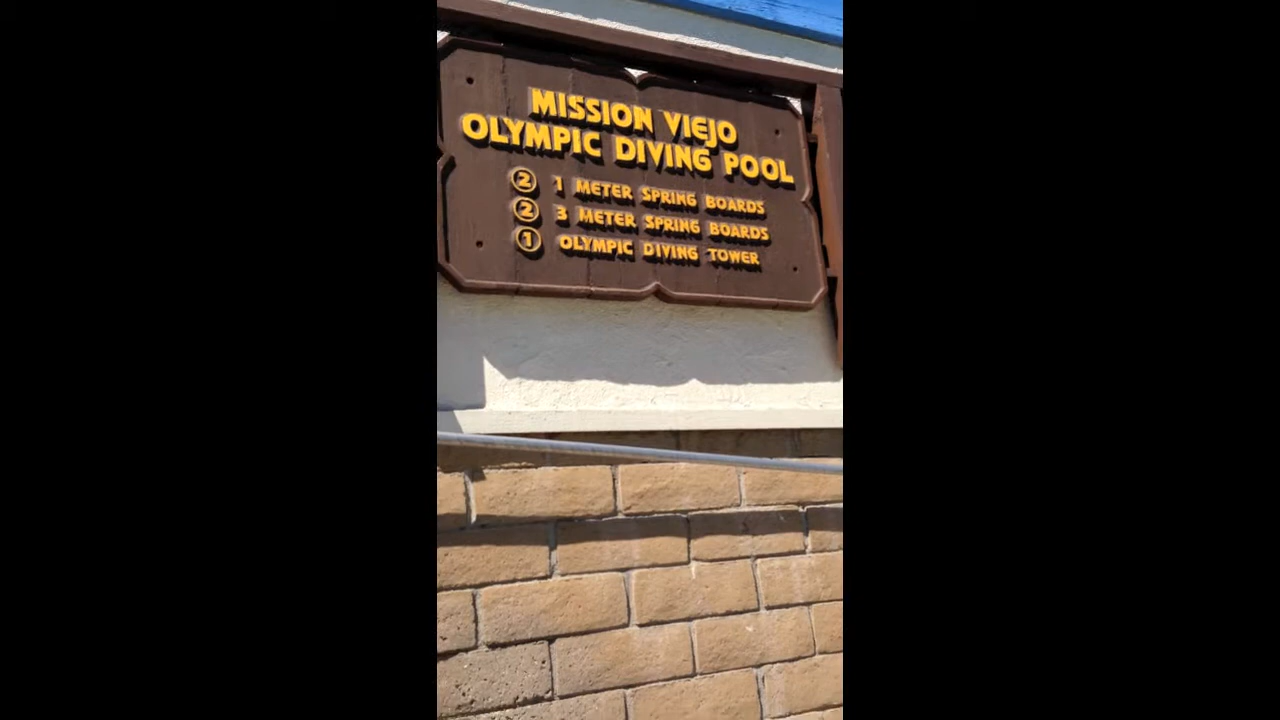 MISSION VIEJO
OLYMPIC DIVING POOL
2 1 METER SPRING BOARDS
2 3 METER SPRING BOARDS
1 OLYMPIC DIVING TOWER